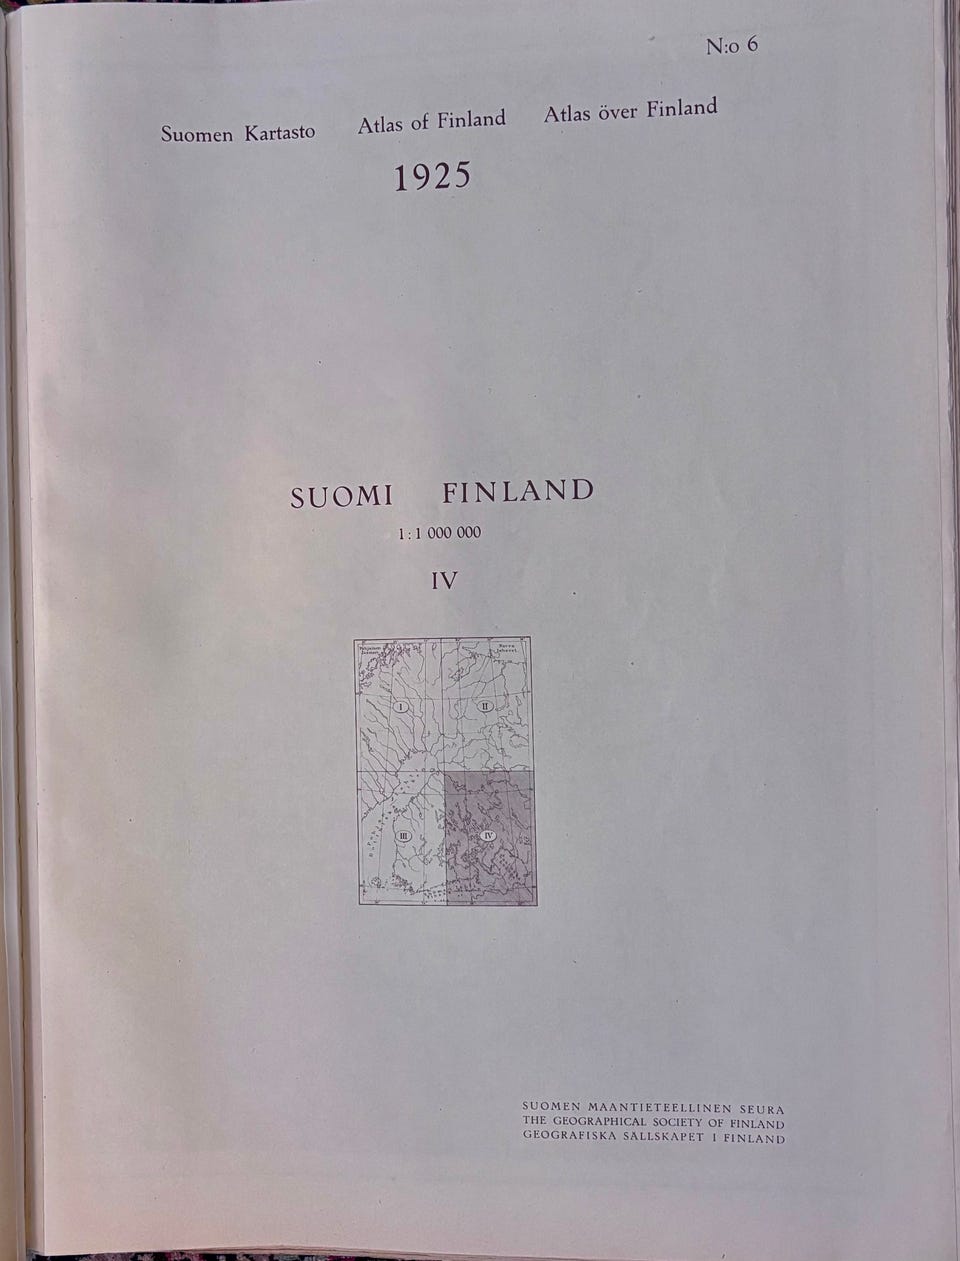 N:o 6
Suomen Kartasto Atlas of Finland Atlas över Finland
1925
SUOMI FINLAND
1:1 000 000
IV
I II
III IV
SUOMEN MAANTIETEELLINEN SEURA
THE GEOGRAPHICAL SOCIETY OF FINLAND
GEOGRAFISKA SÄLLSKAPET I FINLAND